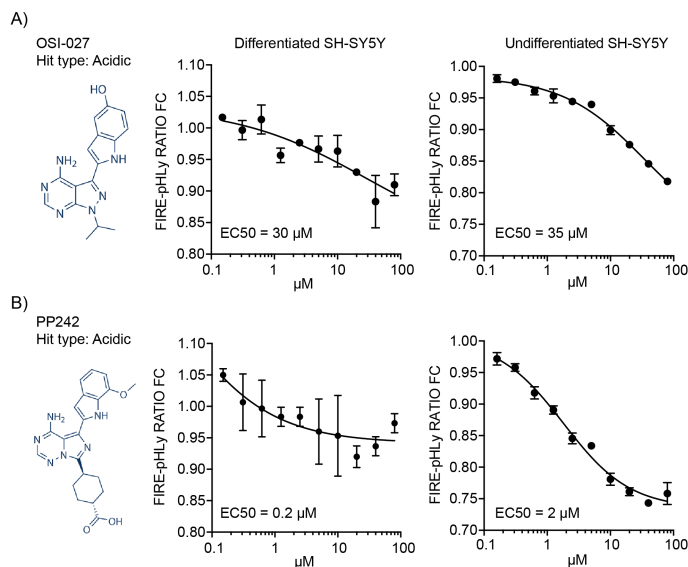 A)
OSI-027
Hit type: Acidic
HO
NH
NH₂
N
N
N
N
Differentiated SH-SY5Y
FIRE-pHLy RATIO FC
1.10
1.05
1.00
0.95
0.90
0.85
0.80
EC50 = 30 µM
0.1
1
10
100
µM
Undifferentiated SH-SY5Y
FIRE-pHLy RATIO FC
1.00
0.95
0.90
0.85
0.80
0.75
0.70
EC50 = 35 µM
0.1
1
10
100
µM
B)
PP242
Hit type: Acidic
O
NH₂
NH
N
N
N
N
O
OH
FIRE-pHLy RATIO FC
1.10
1.05
1.00
0.95
0.90
0.85
0.80
EC50 = 0.2 µM
0.1
1
10
100
µM
FIRE-pHLy RATIO FC
1.00
0.95
0.90
0.85
0.80
0.75
0.70
EC50 = 2 µM
0.1
1
10
100
µM